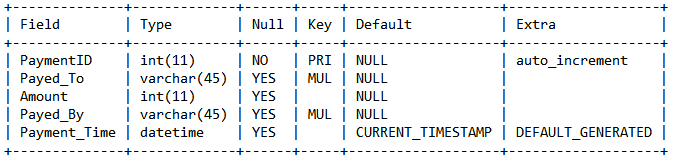 +--------------+-------------+------+-----+-------------------+-------------------+
| Field        | Type        | Null | Key | Default           | Extra             |
+--------------+-------------+------+-----+-------------------+-------------------+
| PaymentID    | int(11)     | NO   | PRI | NULL              | auto_increment    |
| Payed_To     | varchar(45) | YES  | MUL | NULL              |                   |
| Amount       | int(11)     | YES  |     | NULL              |                   |
| Payed_By     | varchar(45) | YES  | MUL | NULL              |                   |
| Payment_Time | datetime    | YES  |     | CURRENT_TIMESTAMP | DEFAULT_GENERATED |
+--------------+-------------+------+-----+-------------------+-------------------+